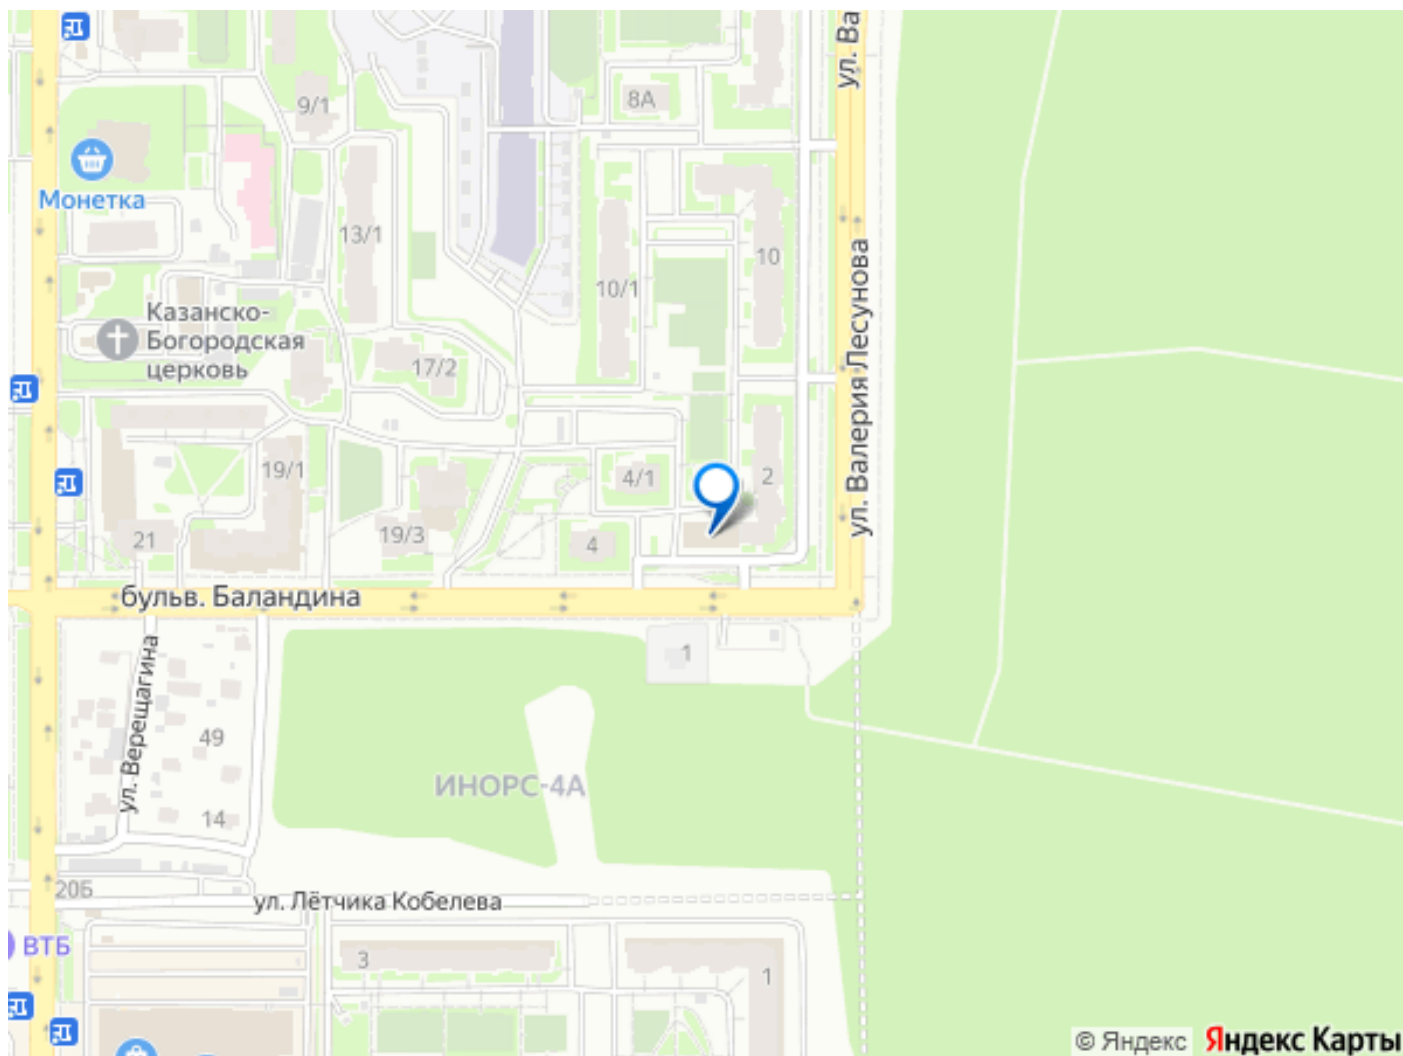 ул. Ва
9/1
8А
Монетка
13/1
10
10/1
Казанско-
Богородская
церковь
17/2
ул. Валерия Лесунова
19/1
4/1
2
21
19/3
4
бульв. Баландина
1
ул. Верещагина
49
ИНОРС-4А
14
20Б
ул. Лётчика Кобелева
ВТБ
3
1
© Яндекс Яндекс Карты